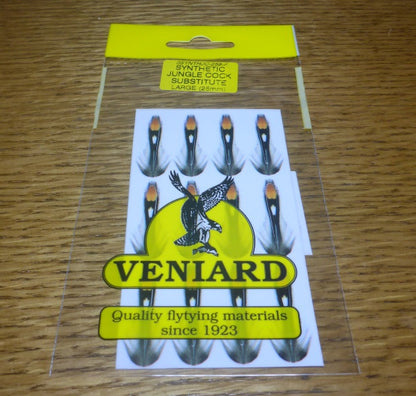 SYNTHETIC
JUNGLE COCK
SUBSTITUTE
LARGE (25mm)
VENIARD
Quality flytying materials
since 1923